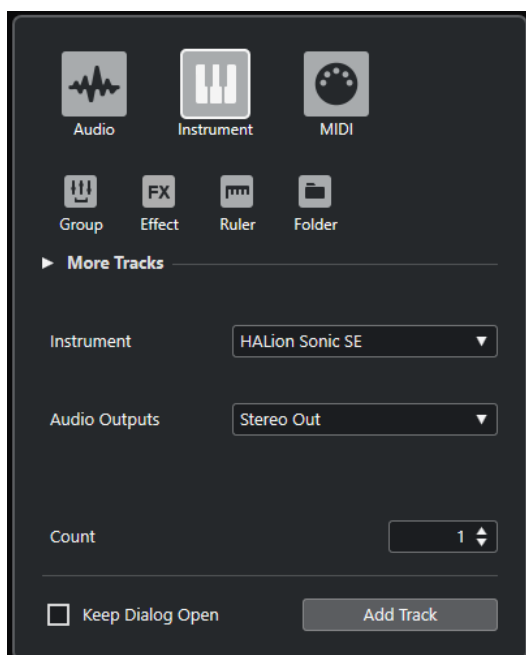 Audio Instrument MIDI
FX
Group Effect Ruler Folder
More Tracks
Instrument HALion Sonic SE
Audio Outputs Stereo Out
Count 1
Keep Dialog Open Add Track